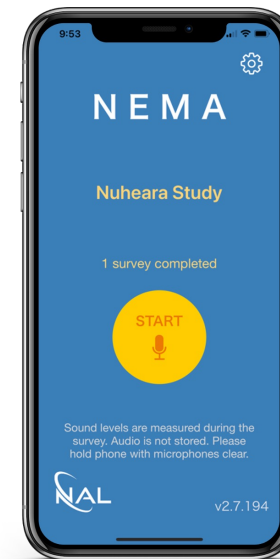 9:53
NEMA
Nuheara Study
1 survey completed
START
Sound levels are measured during the
survey. Audio is not stored. Please
hold phone with microphones clear.
NAL
v2.7.194